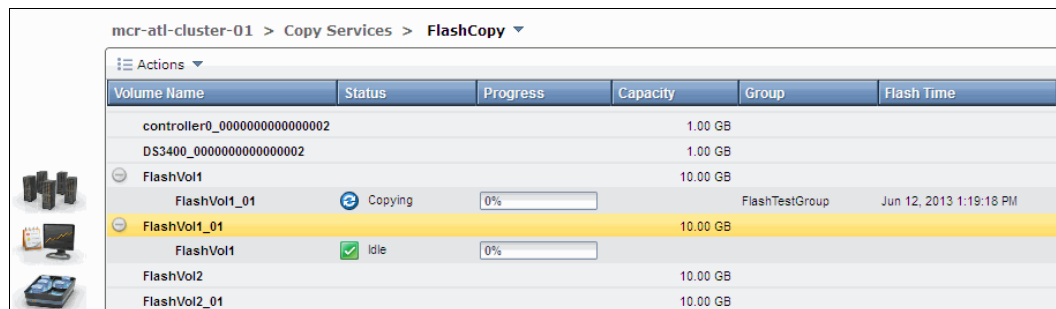 mcr-atl-cluster-01 > Copy Services > FlashCopy
Actions
Volume Name Status Progress Capacity Group Flash Time
controller0_0000000000000002 1.00 GB
DS3400_0000000000000002 1.00 GB
FlashVol1 10.00 GB
FlashVol1_01 Copying 0% FlashTestGroup Jun 12, 2013 1:19:18 PM
FlashVol1_01 10.00 GB
FlashVol1 Idle 0%
FlashVol2 10.00 GB
FlashVol2_01 10.00 GB